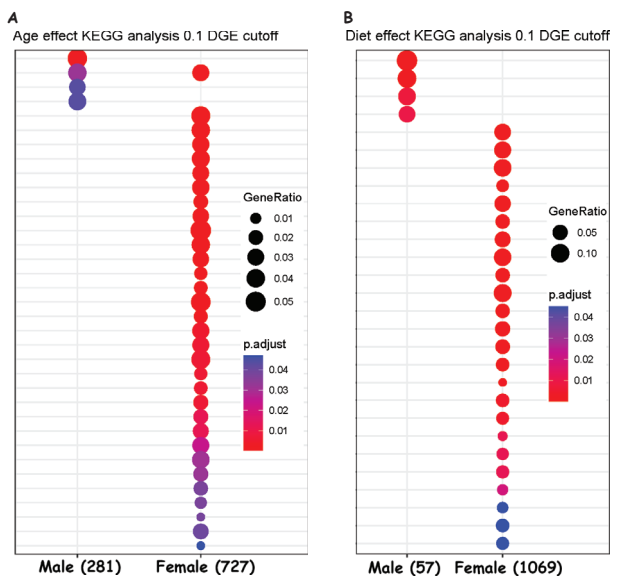 A
Age effect KEGG analysis 0.1 DGE cutoff
GeneRatio
0.01
0.02
0.03
0.04
0.05
p.adjust
0.04
0.03
0.02
0.01
Male (281)
Female (727)
B
Diet effect KEGG analysis 0.1 DGE cutoff
GeneRatio
0.05
0.10
p.adjust
0.04
0.03
0.02
0.01
Male (57)
Female (1069)